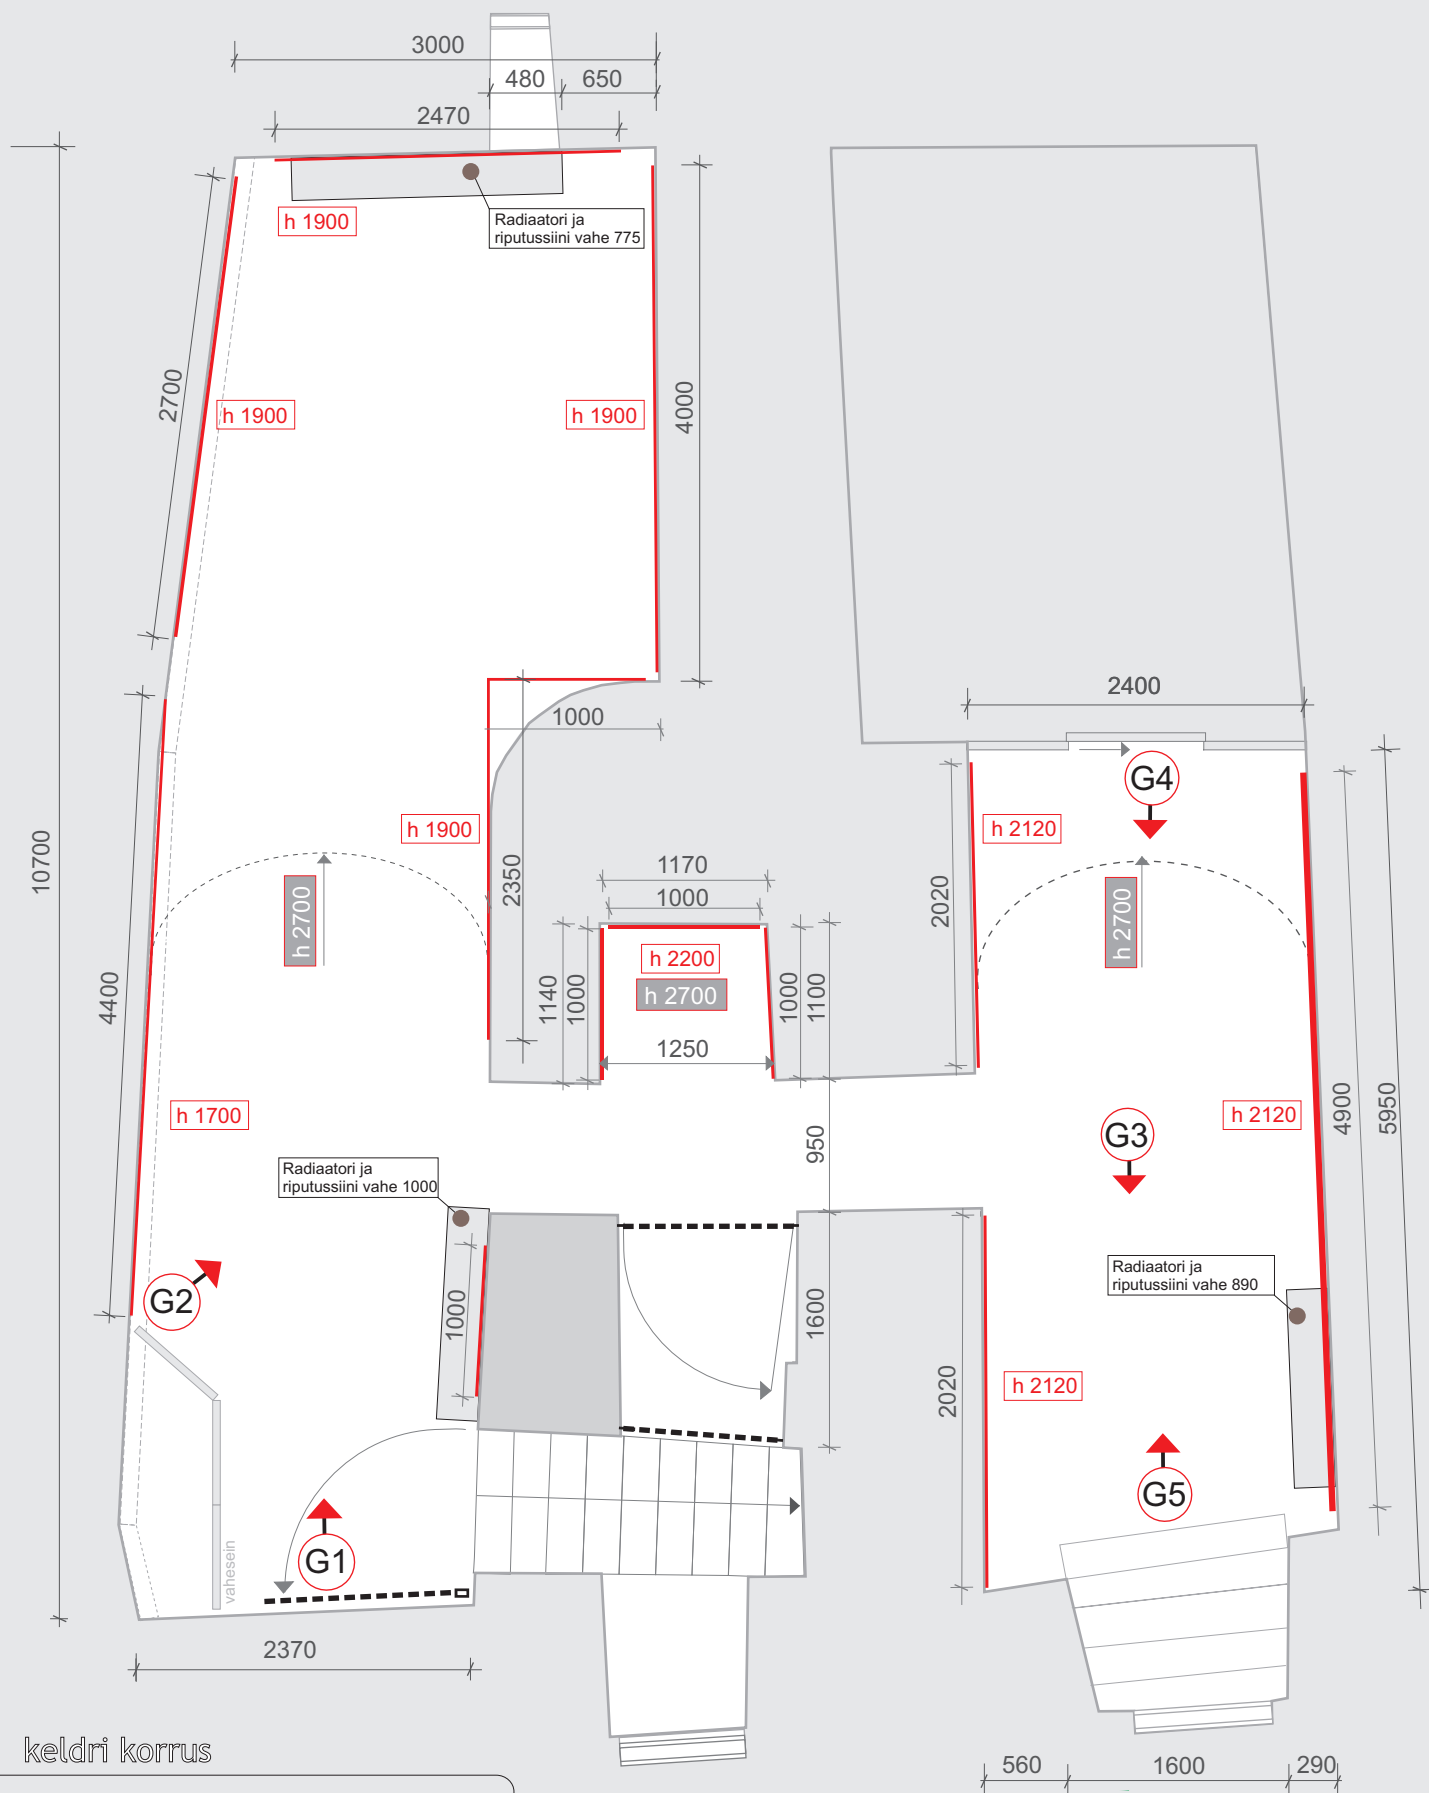 3000
480
650
2470
h 1900
Radiaatori ja
riputussiini vahe 775
2700
h 1900
h 1900
4000
2400
1000
G4
10700
h 1900
h 2120
2350
1170
1000
2020
h 2700
h 2700
h 2200
h 2700
4400
1140
1000
1000
1100
1250
h 1700
h 2120
4900
5950
G3
950
Radiaatori ja
riputussiini vahe 1000
Radiaatori ja
riputussiini vahe 890
G2
1000
1600
2020
h 2120
G5
G1
vahesein
2370
keldri korrus
560
1600
290